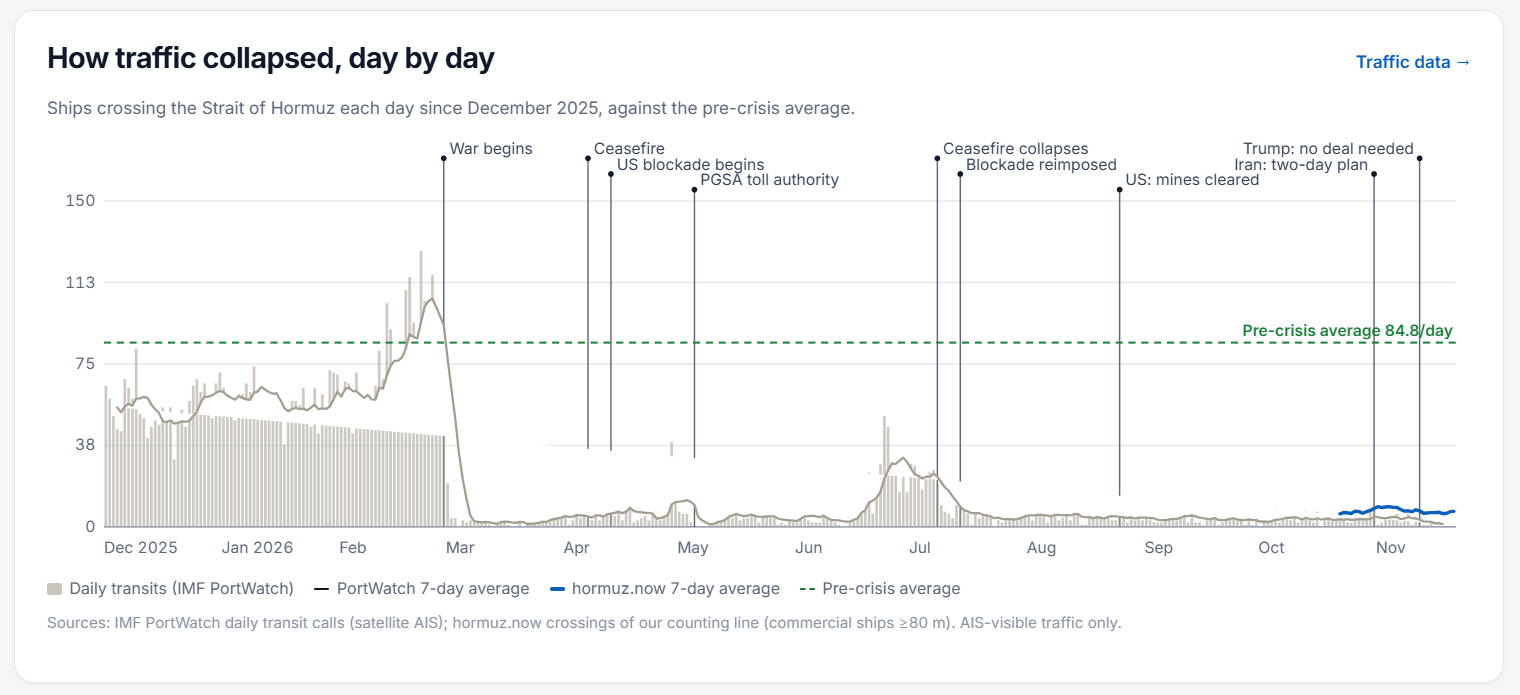 How traffic collapsed, day by day
Traffic data →
Ships crossing the Strait of Hormuz each day since December 2025, against the pre-crisis average.
War begins
Ceasefire
Ceasefire collapses
Trump: no deal needed
US blockade begins
Blockade reimposed
Iran: two-day plan
PGSA toll authority
US: mines cleared
150
113
Pre-crisis average 84.8/day
75
38
0
Dec 2025 Jan 2026 Feb Mar Apr May Jun Jul Aug Sep Oct Nov
Daily transits (IMF PortWatch) PortWatch 7-day average hormuz.now 7-day average Pre-crisis average
Sources: IMF PortWatch daily transit calls (satellite AIS); hormuz.now crossings of our counting line (commercial ships ≥80 m). AIS-visible traffic only.